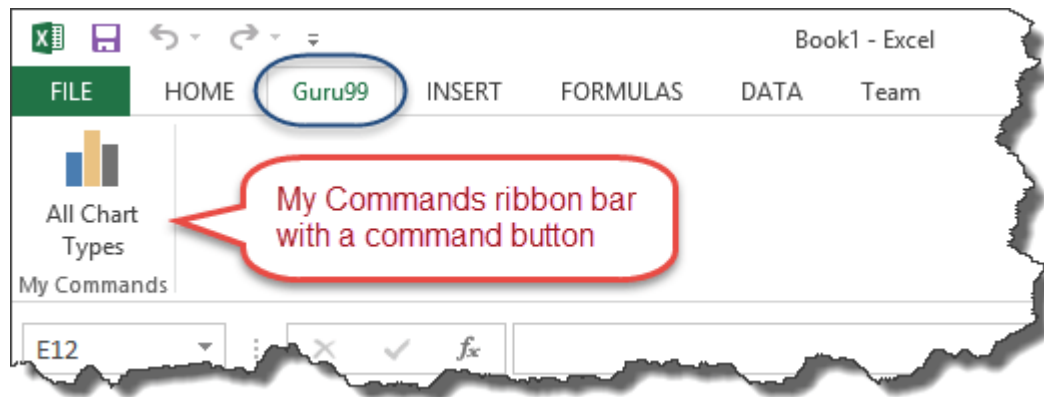 Book1 - Excel
FILE HOME Guru99 INSERT FORMULAS DATA Team
All Chart
Types
My Commands
My Commands ribbon bar
with a command button
E12 fx